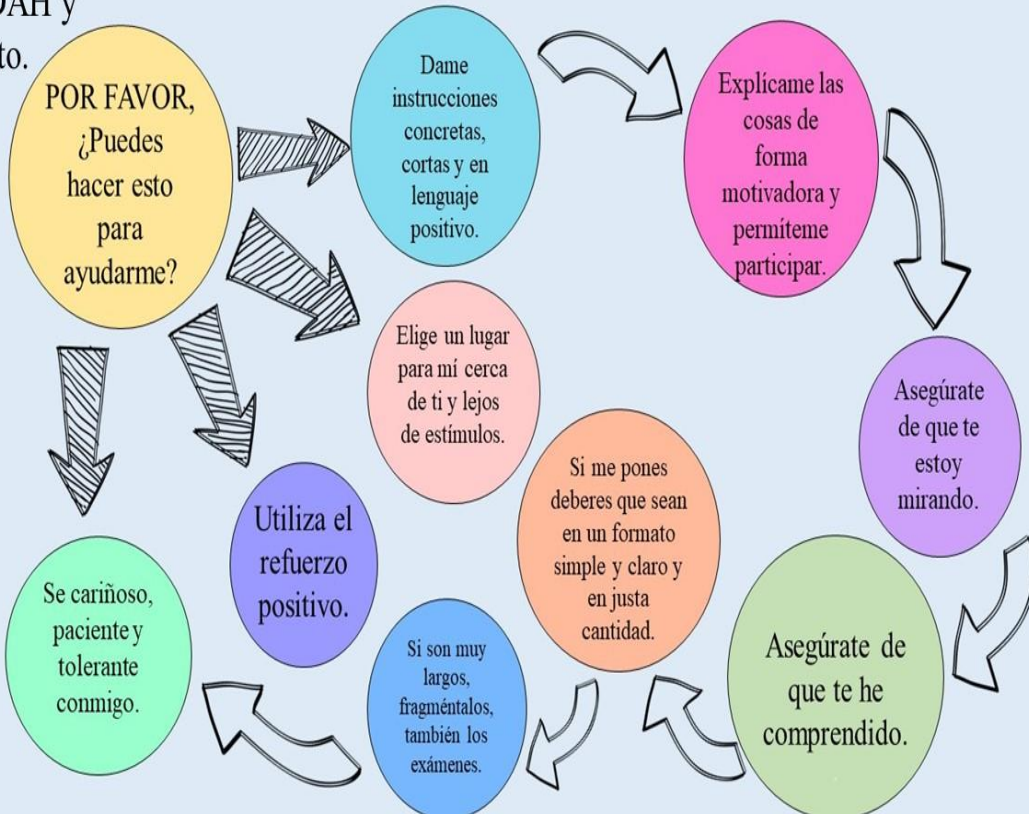 DAH y
to.
POR FAVOR,
¿Puedes
hacer esto
para
ayudarme?
Dame
instrucciones
concretas,
cortas y en
lenguaje
positivo.
Explícame las
cosas de
forma
motivadora y
permíteme
participar.
Asegúrate
de que te
estoy
mirando.
Asegúrate de
que te he
comprendido.
Si me pones
deberes que sean
en un formato
simple y claro y
en justa
cantidad.
Si son muy
largos,
fragméntalos,
también los
exámenes.
Se cariñoso,
paciente y
tolerante
conmigo.
Elige un lugar
para mí cerca
de ti y lejos
de estímulos.
Utiliza el
refuerzo
positivo.